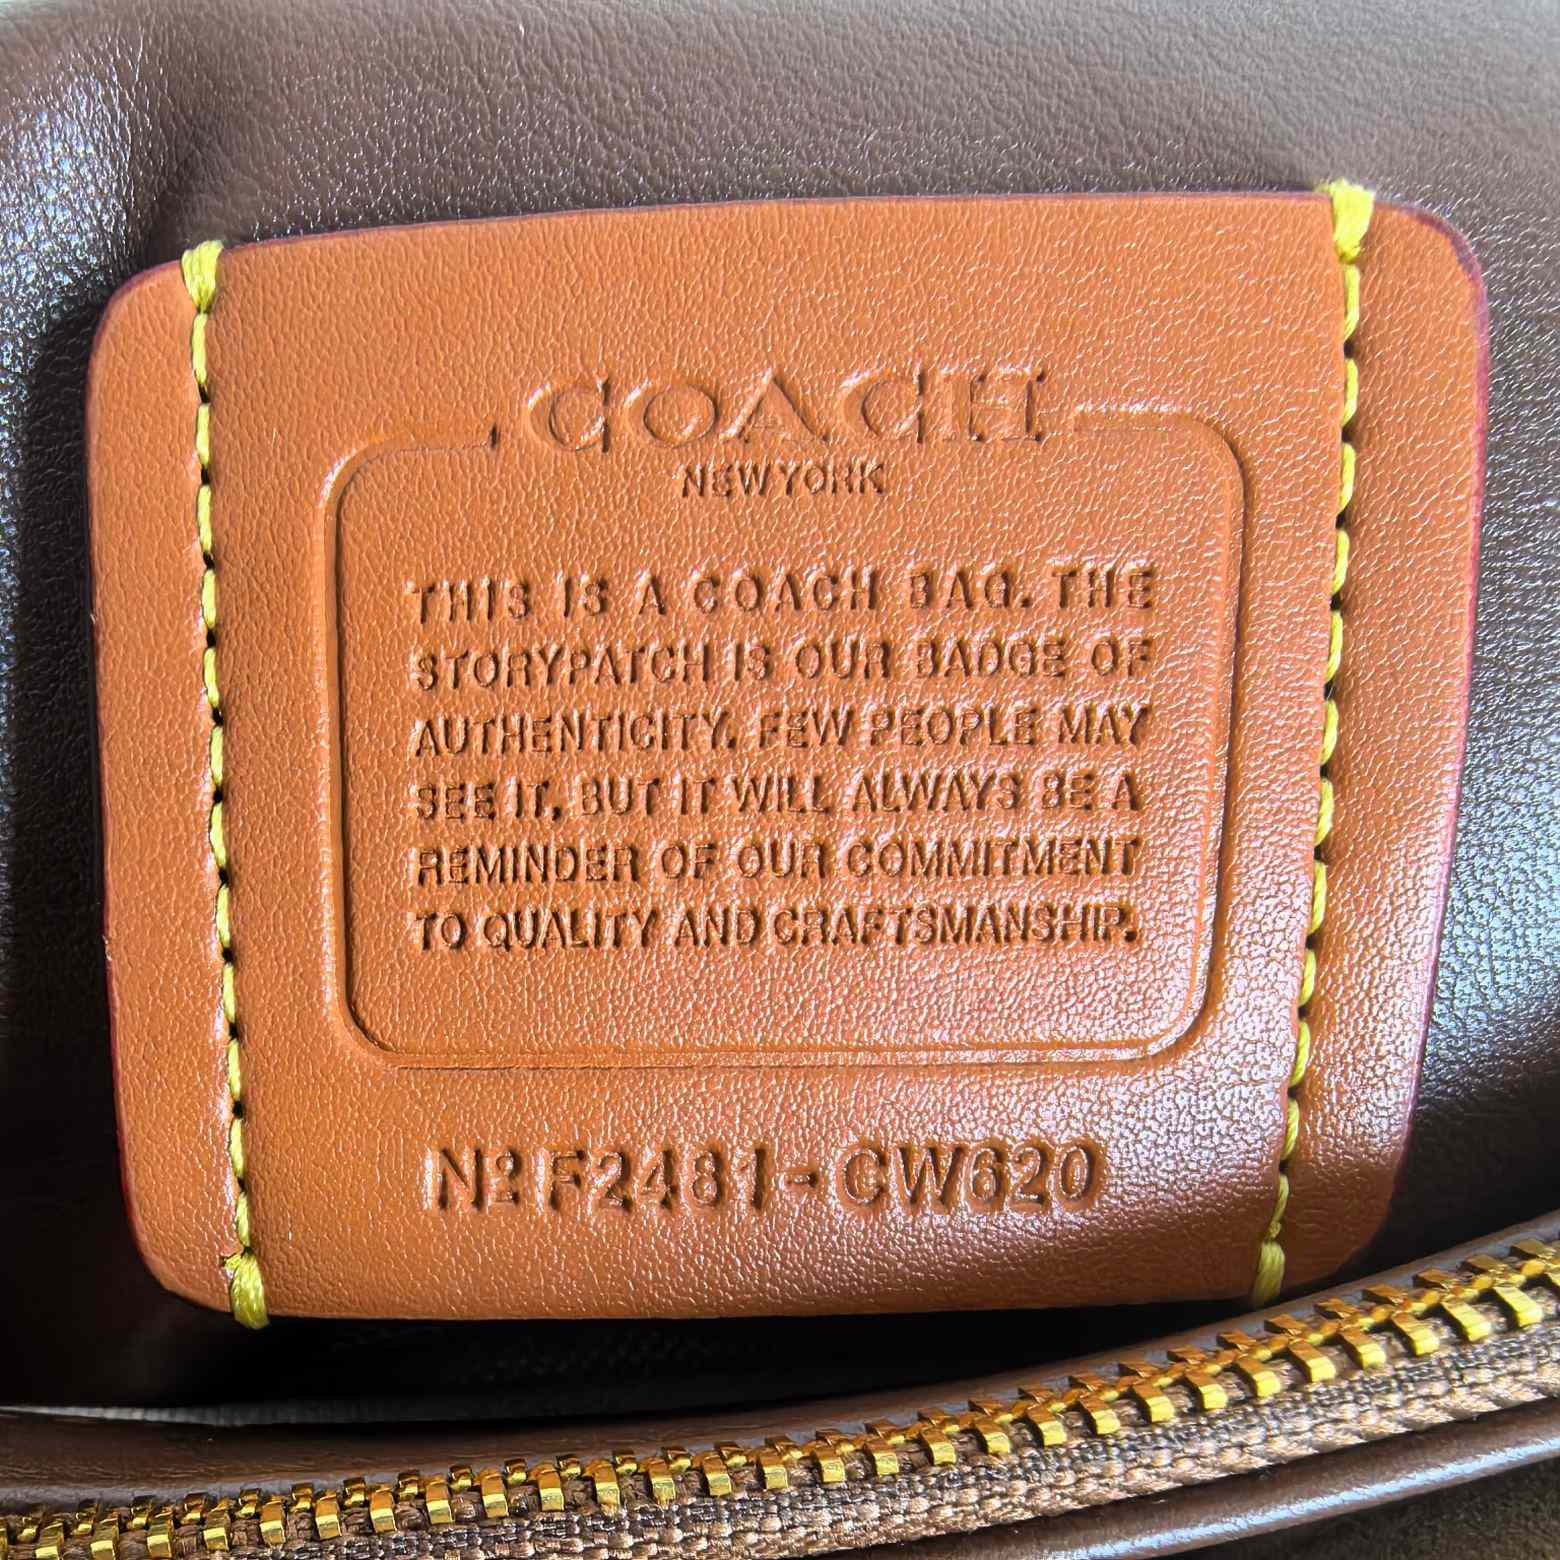 COACH
NEW YORK
THIS IS A COACH BAG. THE
STORYPATCH IS OUR BADGE OF
AUTHENTICITY. FEW PEOPLE MAY
SEE IT, BUT IT WILL ALWAYS BE A
REMINDER OF OUR COMMITMENT
TO QUALITY AND CRAFTSMANSHIP.
Nº F2481-CW620